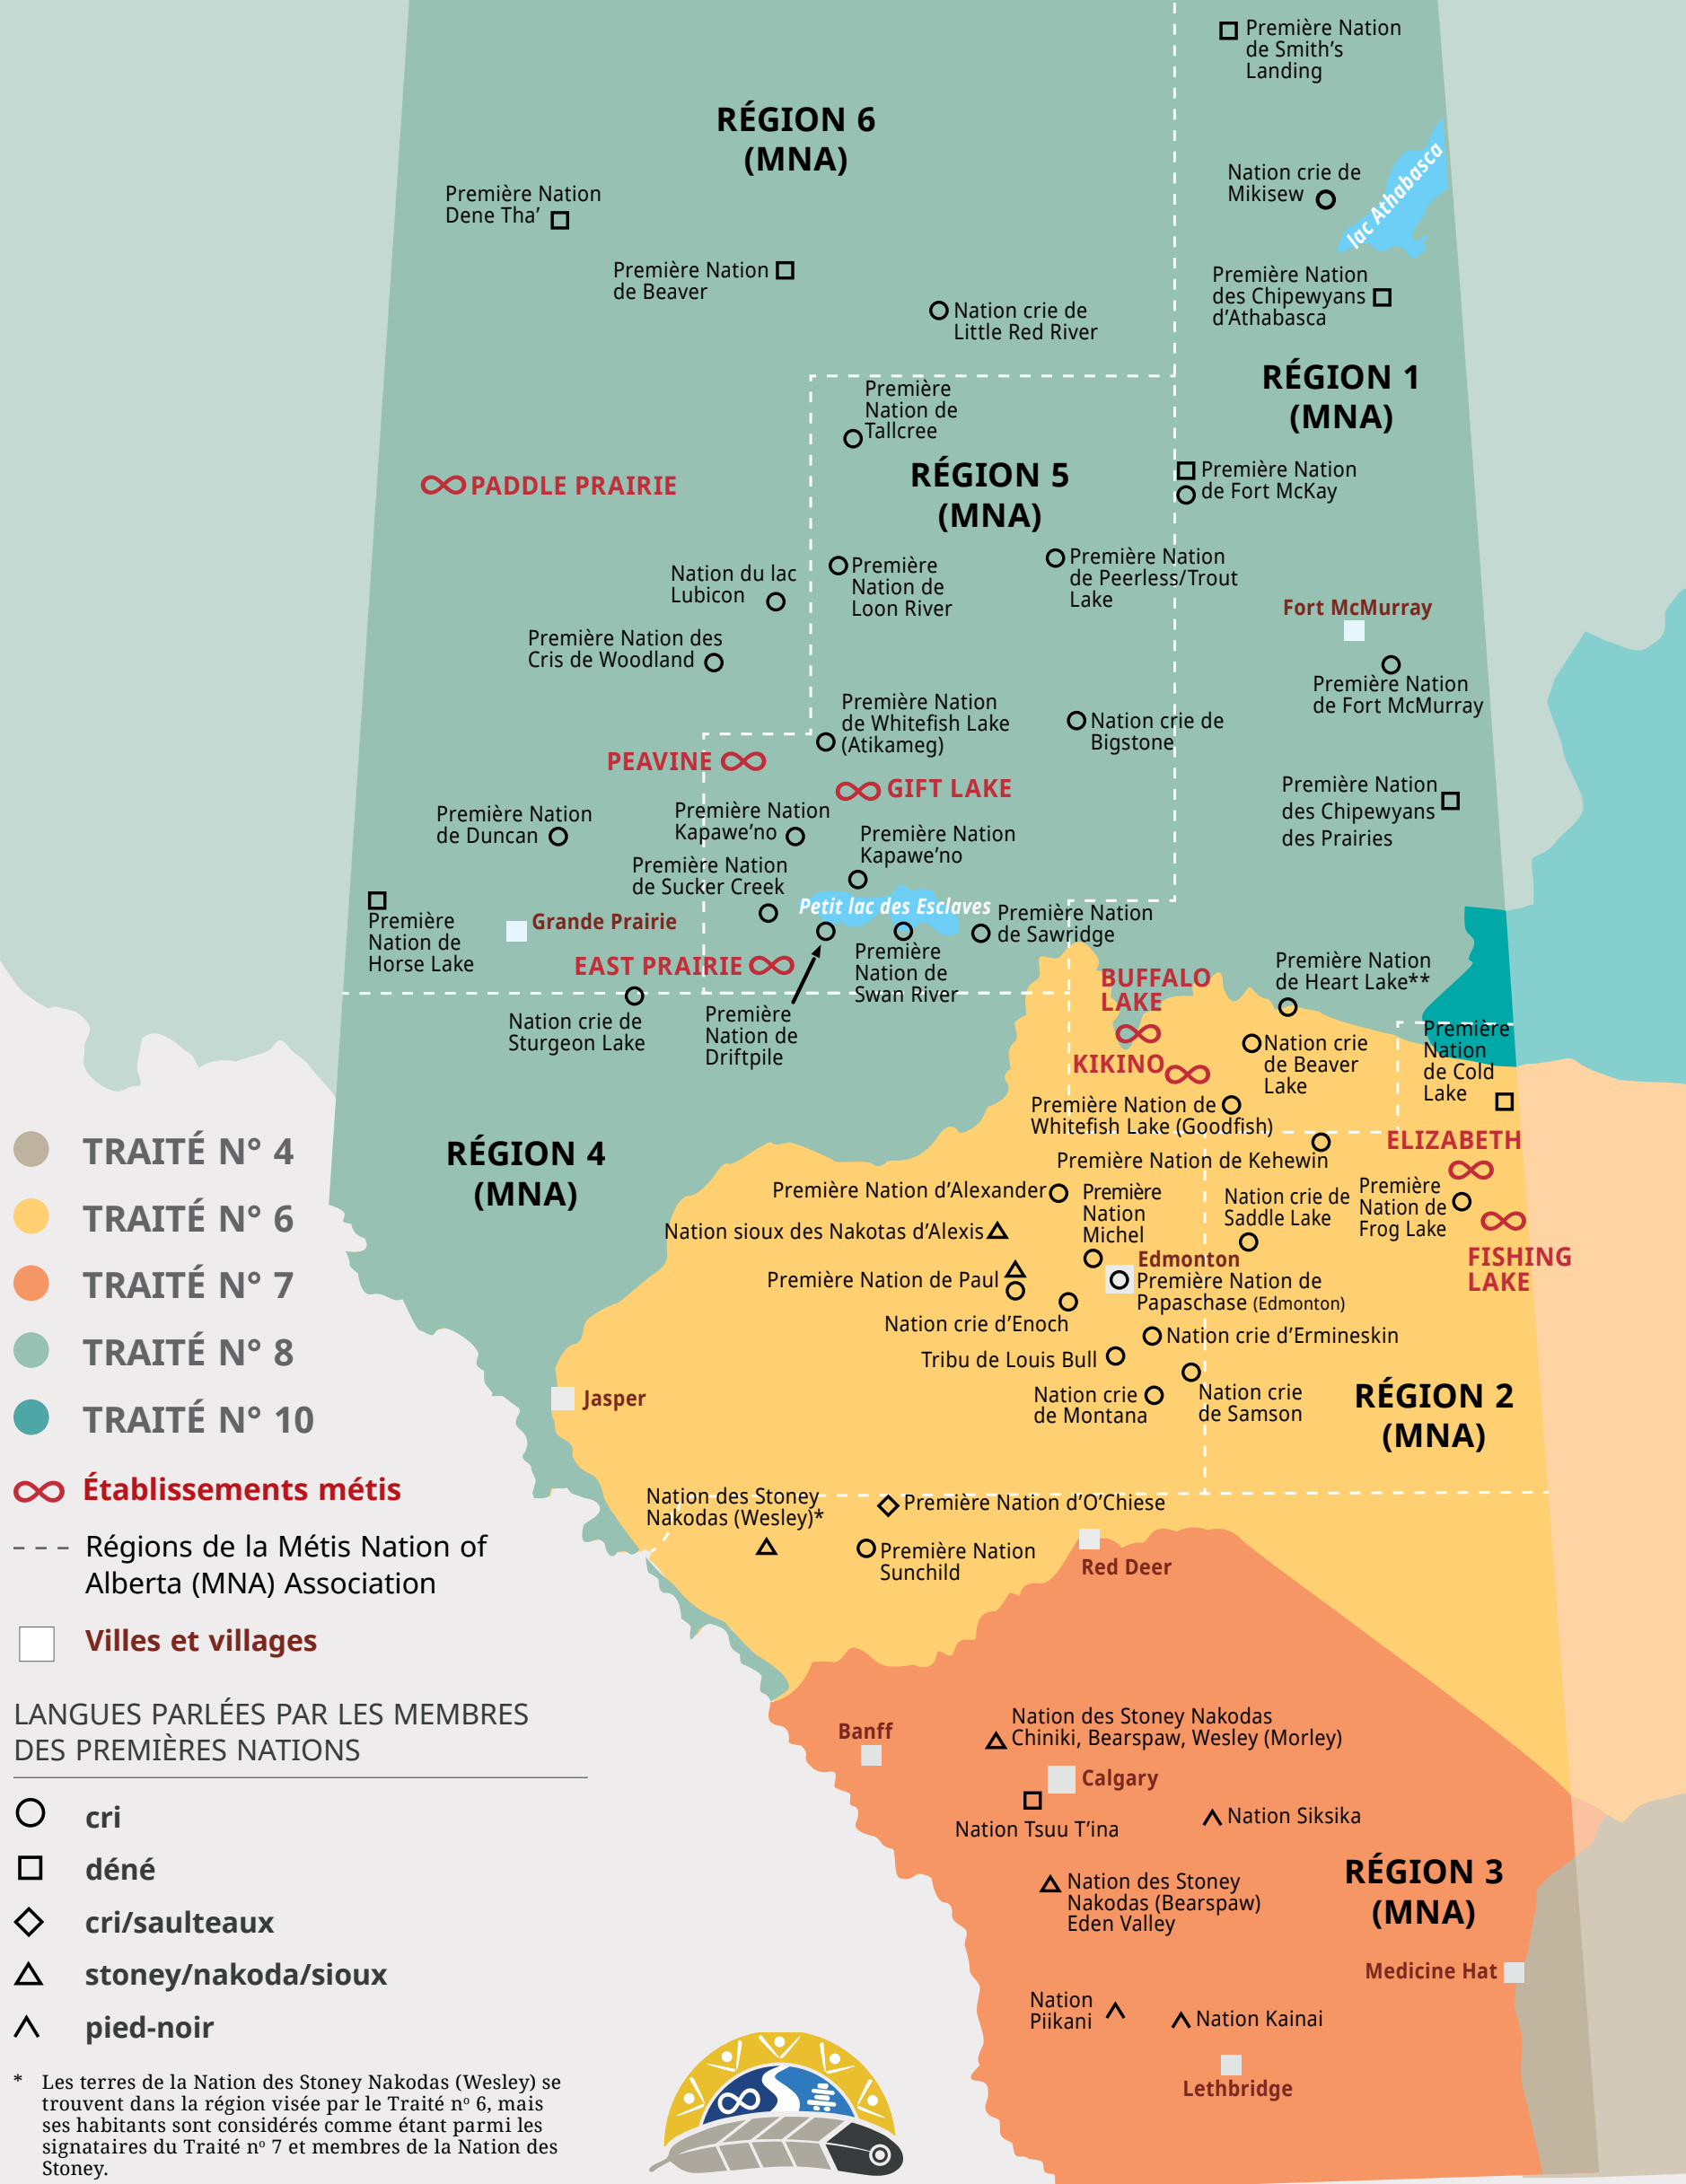 Première Nation
de Smith's
Landing
RÉGION 6
(MNA)
lac Athabasca
Nation crie de
Mikisew
Première Nation
Dene Tha’
Première Nation
de Beaver
Première Nation
des Chipewyans
d’Athabasca
Nation crie de
Little Red River
RÉGION 1
(MNA)
Première
Nation de
Tallcree
RÉGION 5
(MNA)
Première Nation
de Fort McKay
PADDLE PRAIRIE
Première Nation
de Peerless/Trout
Lake
Première
Nation de
Loon River
Nation du lac
Lubicon
Fort McMurray
Première Nation des
Cris de Woodland
Première Nation
de Fort McMurray
Première Nation
de Whitefish Lake
(Atikameg)
Nation crie de
Bigstone
PEAVINE
GIFT LAKE
Première Nation
des Chipewyans
des Prairies
Première Nation
de Duncan
Première Nation
Kapawe’no
Première Nation
Kapawe’no
Première Nation
de Sucker Creek
Petit lac des Esclaves
Première Nation
de Sawridge
Première
Nation de
Horse Lake
Grande Prairie
Première
Nation de
Swan River
EAST PRAIRIE
Première Nation
de Heart Lake**
BUFFALO
LAKE
Nation crie de
Sturgeon Lake
Première
Nation de
Driftpile
Première
Nation
de Cold
Lake
Nation crie
de Beaver
Lake
KIKINO
Première Nation de
Whitefish Lake (Goodfish)
ELIZABETH
RÉGION 4
(MNA)
Première Nation de Kehewin
Première Nation d’Alexander
Première
Nation
Michel
Nation crie de
Saddle Lake
Première
Nation de
Frog Lake
Nation sioux des Nakotas d’Alexis
FISHING
LAKE
Edmonton
Première Nation de Paul
Première Nation de
Papaschase (Edmonton)
Nation crie d’Enoch
Nation crie d’Ermineskin
Tribu de Louis Bull
Nation crie
de Montana
Nation crie
de Samson
RÉGION 2
(MNA)
Jasper
Nation des Stoney
Nakodas (Wesley)*
Première Nation d’O’Chiese
Première Nation
Sunchild
Red Deer
Banff
Nation des Stoney Nakodas
Chiniki, Bearspaw, Wesley (Morley)
Calgary
Nation Tsuu T’ina
Nation Siksika
RÉGION 3
(MNA)
Nation des Stoney
Nakodas (Bearspaw)
Eden Valley
Medicine Hat
Nation
Piikani
Nation Kainai
Lethbridge
TRAITÉ N° 4
TRAITÉ N° 6
TRAITÉ N° 7
TRAITÉ N° 8
TRAITÉ N° 10
Établissements métis
Régions de la Métis Nation of
Alberta (MNA) Association
Villes et villages
LANGUES PARLÉES PAR LES MEMBRES
DES PREMIÈRES NATIONS
cri
déné
cri/saulteaux
stoney/nakoda/sioux
pied-noir
* Les terres de la Nation des Stoney Nakodas (Wesley) se
trouvent dans la région visée par le Traité nº 6, mais
ses habitants sont considérés comme étant parmi les
signataires du Traité nº 7 et membres de la Nation des
Stoney.